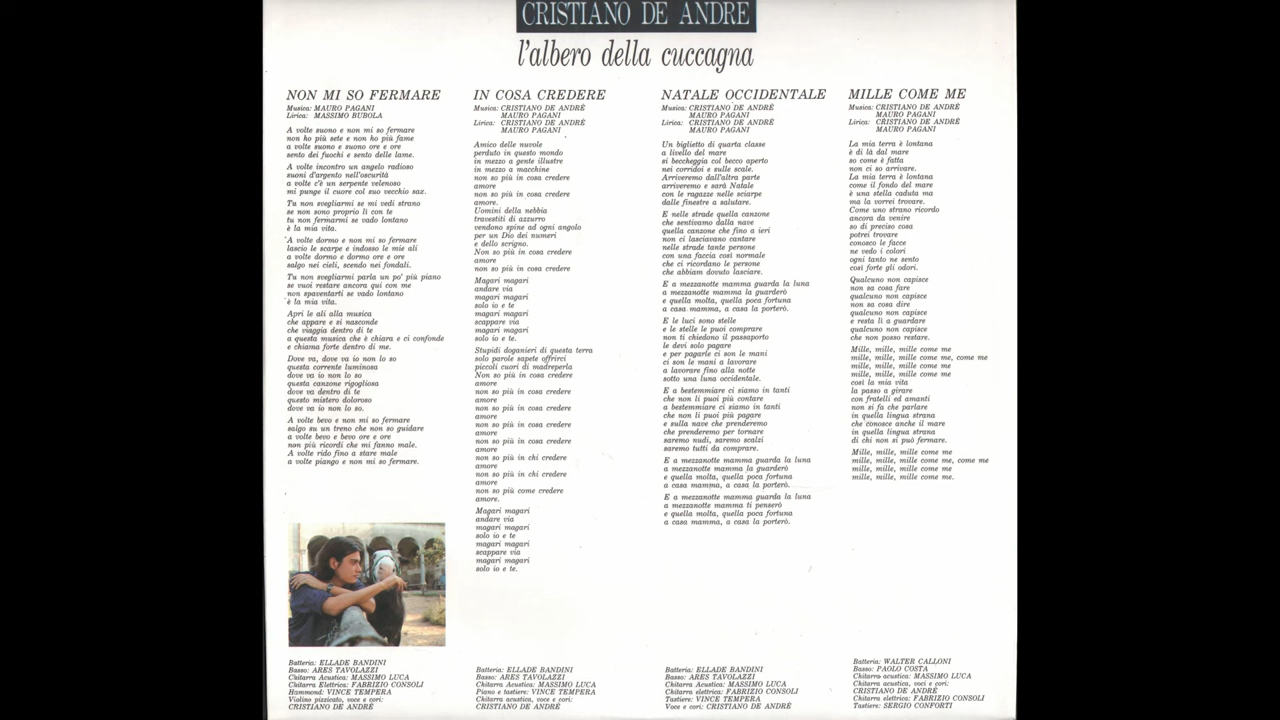 CRISTIANO DE ANDRE
l'albero della cuccagna
NON MI SO FERMARE
Musica: MAURO PAGANI
Lirica: MASSIMO BUBOLA
A volte suono e non mi so fermare
non ho più sete e non ho più fame
a volte suono e suono ore e ore
sento dei fuochi e sento delle lame.
A volte incontro un angelo radioso
suoni d'argento nell'oscurità
a volte c'è un serpente velenoso
mi punge il cuore col suo vecchio sax.
Tu non svegliarmi se mi vedi strano
se non sono proprio lì con te
tu non fermarmi se vado lontano
è la mia vita.
A volte dormo e non mi so fermare
lascio le scarpe e indosso le mie ali
a volte dormo e dormo ore e ore
salgo nei cieli, scendo nei fondali.
Tu non svegliarmi parla un po' più piano
se vuoi restare ancora qui con me
non spaventarti se vado lontano
è la mia vita.
Apri le ali alla musica
che appare e si nasconde
che viaggia dentro di te
a questa musica che è chiara e ci confonde
e chiama forte dentro di me.
Dove va, dove va io non lo so
questa corrente luminosa
dove va io non lo so
questa canzone rigogliosa
dove va dentro di te
questo mistero doloroso
dove va io non lo so.
A volte bevo e non mi so fermare
salgo su un treno che non so guidare
a volte bevo e bevo ore e ore
non più ricordi che mi fanno male.
A volte rido fino a stare male
a volte piango e non mi so fermare.
Batteria: ELLADE BANDINI
Basso: ARES TAVOLAZZI
Chitarra Acustica: MASSIMO LUCA
Chitarra Elettrica: FABRIZIO CONSOLI
Hammond: VINCE TEMPERA
Violino pizzicato, voce e cori:
CRISTIANO DE ANDRÈ
IN COSA CREDERE
Musica: CRISTIANO DE ANDRÈ
MAURO PAGANI
Lirica: CRISTIANO DE ANDRÈ
MAURO PAGANI
Amico delle nuvole
perduto in questo mondo
in mezzo a gente illustre
in mezzo a macchine
non so più in cosa credere
amore
non so più in cosa credere
amore.
Uomini della nebbia
travestiti di azzurro
vendono spine ad ogni angolo
per un Dio dei numeri
e dello scrigno.
Non so più in cosa credere
amore
non so più in cosa credere
Magari magari
andare via
magari magari
solo io e te
magari magari
scappare via
magari magari
solo io e te.
Stupidi doganieri di questa terra
solo parole sapete offrirci
piccoli cuori di madreperla
Non so più in cosa credere
amore
non so più in cosa credere
amore
non so più in cosa credere
amore
non so più in cosa credere
amore
non so più in cosa credere
amore
non so più in chi credere
amore
non so più in chi credere
amore
non so più come credere
amore.
Magari magari
andare via
magari magari
solo io e te
magari magari
scappare via
magari magari
solo io e te.
Batteria: ELLADE BANDINI
Basso: ARES TAVOLAZZI
Chitarra Acustica: MASSIMO LUCA
Piano e tastiere: VINCE TEMPERA
Chitarra acustica, voce e cori:
CRISTIANO DE ANDRÈ
NATALE OCCIDENTALE
Musica: CRISTIANO DE ANDRÈ
MAURO PAGANI
Lirica: CRISTIANO DE ANDRÈ
MAURO PAGANI
Un biglietto di quarta classe
a livello del mare
si beccheggia col becco aperto
nei corridoi e sulle scale.
Arriveremo dall'altra parte
arriveremo e sarà Natale
con le ragazze nelle sciarpe
dalle finestre a salutare.
E nelle strade quella canzone
che sentivamo dalla nave
quella canzone che fino a ieri
non ci lasciavano cantare
nelle strade tante persone
con una faccia così normale
che ci ricordano le persone
che abbiam dovuto lasciare.
E a mezzanotte mamma guarda la luna
a mezzanotte mamma la guarderò
e quella molta, quella poca fortuna
a casa mamma, a casa la porterò.
E le luci sono stelle
e le stelle le puoi comprare
non ti chiedono il passaporto
le devi solo pagare
e per pagarle ci son le mani
ci son le mani a lavorare
a lavorare fino alla notte
sotto una luna occidentale.
E a bestemmiare ci siamo in tanti
che non li puoi più contare
a bestemmiare ci siamo in tanti
che non li puoi più pagare
e sulla nave che prenderemo
che prenderemo per tornare
saremo nudi, saremo scalzi
saremo tutti da comprare.
E a mezzanotte mamma guarda la luna
a mezzanotte mamma la guarderò
e quella molta, quella poca fortuna
a casa mamma, a casa la porterò.
E a mezzanotte mamma guarda la luna
a mezzanotte mamma ti penserò
e quella molta, quella poca fortuna
a casa mamma, a casa la porterò.
Batteria: ELLADE BANDINI
Basso: ARES TAVOLAZZI
Chitarra Acustica: MASSIMO LUCA
Chitarra elettrica: FABRIZIO CONSOLI
Tastiere: VINCE TEMPERA
Voce e cori: CRISTIANO DE ANDRÈ
MILLE COME ME
Musica: CRISTIANO DE ANDRÈ
MAURO PAGANI
Lirica: CRISTIANO DE ANDRÈ
MAURO PAGANI
La mia terra è lontana
è di là dal mare
so come è fatta
non ci so arrivare.
La mia terra è lontana
come il fondo del mare
è una stella caduta ma
ma la vorrei trovare.
Come uno strano ricordo
ancora da venire
so di preciso cosa
potrei trovare
conosco le facce
ne vedo i colori
ogni tanto ne sento
così forte gli odori.
Qualcuno non capisce
non sa cosa fare
qualcuno non capisce
non sa cosa dire
qualcuno non capisce
e resta lì a guardare
qualcuno non capisce
che non posso restare.
Mille, mille, mille come me
mille, mille, mille come me, come me
mille, mille, mille come me
mille, mille, mille come me
così la mia vita
la passo a girare
con fratelli ed amanti
non si fa che parlare
in quella lingua strana
che conosce anche il mare
in quella lingua strana
di chi non si può fermare.
Mille, mille, mille come me
mille, mille, mille come me, come me
mille, mille, mille come me
mille, mille, mille come me.
Batteria: WALTER CALLONI
Basso: PAOLO COSTA
Chitarra acustica: MASSIMO LUCA
Chitarra acustica, voci e cori:
CRISTIANO DE ANDRÈ
Chitarra elettrica: FABRIZIO CONSOLI
Tastiere: SERGIO CONFORTI